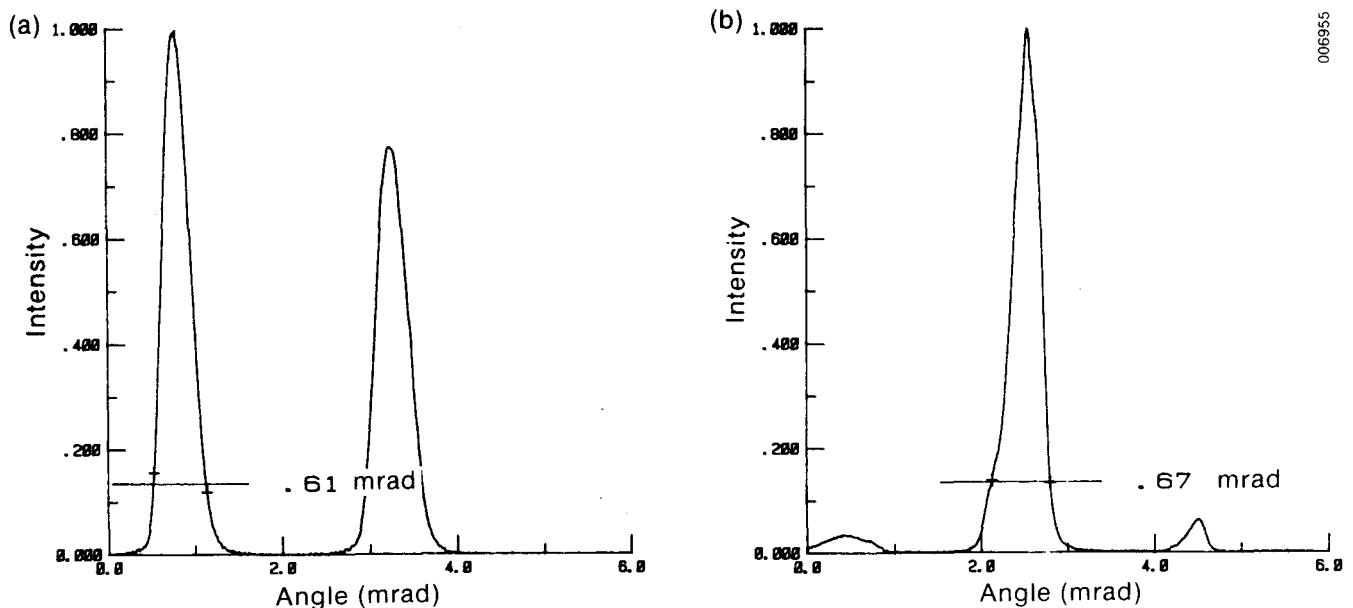 (a)
Intensity
1.000
.800
.600
.400
.200
0.000
0.0
2.0
4.0
6.0
Angle (mrad)
.61 mrad
(b)
Intensity
1.000
.800
.600
.400
.200
0.000
0.0
2.0
4.0
6.0
Angle (mrad)
.67 mrad
006955